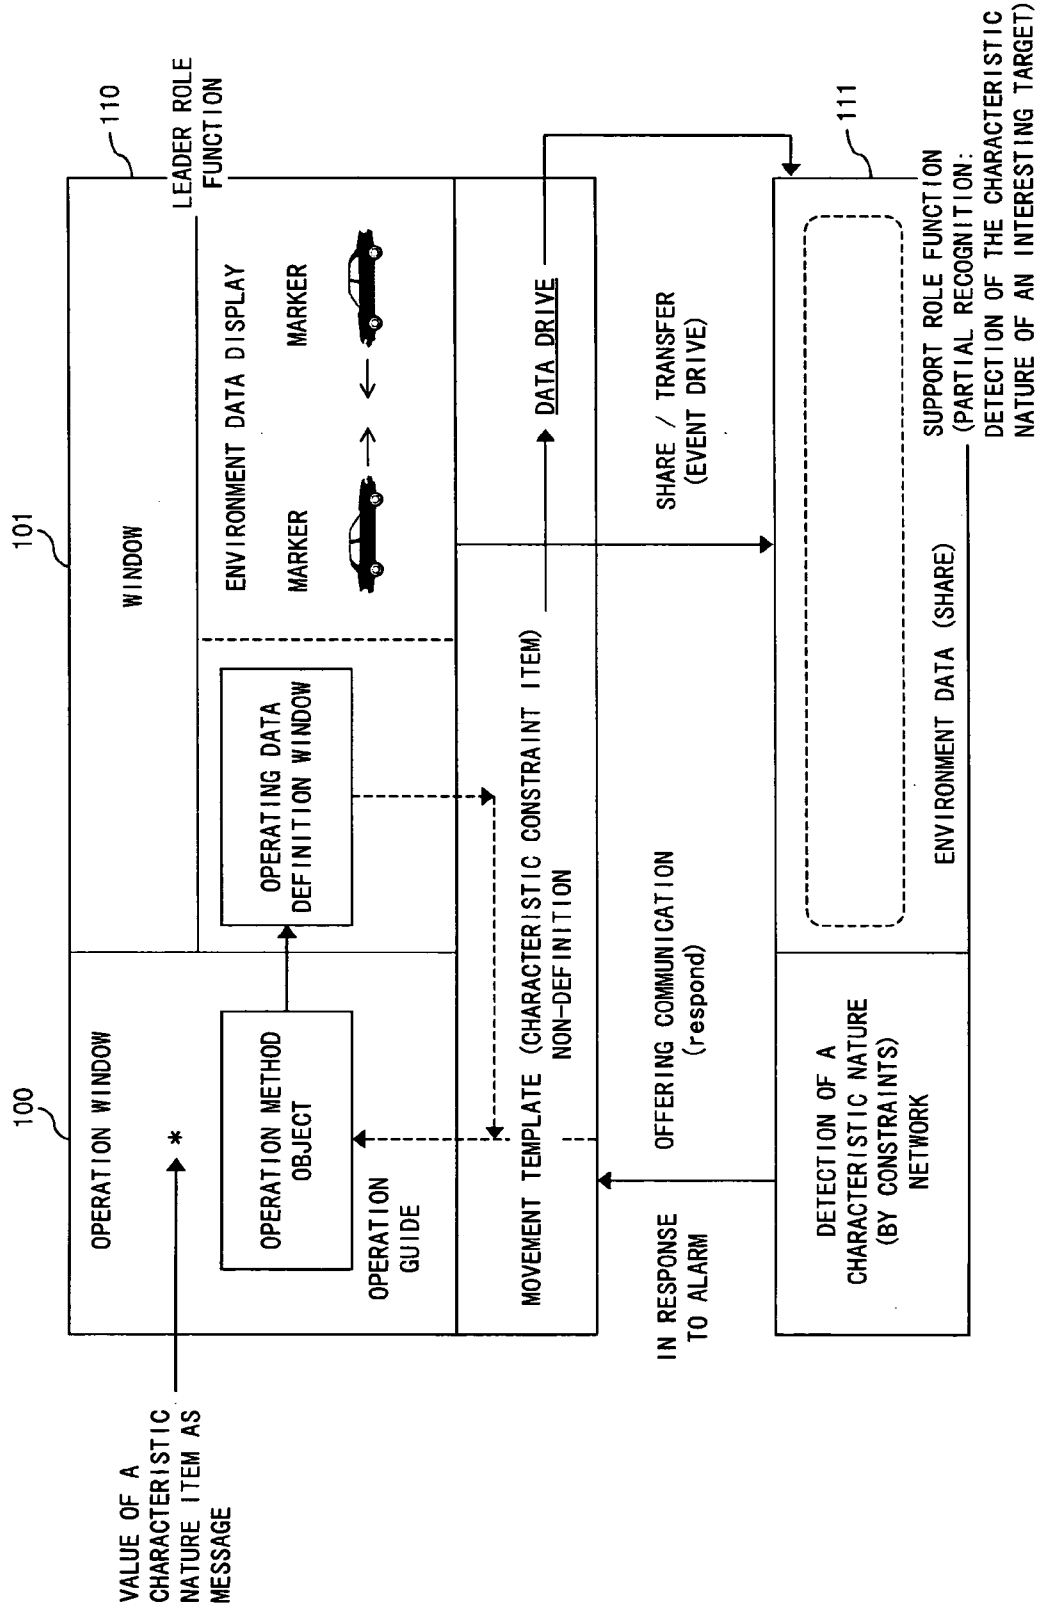 100
101
110
OPERATION WINDOW
WINDOW
LEADER ROLE
FUNCTION
VALUE OF A
CHARACTERISTIC
NATURE ITEM AS
MESSAGE
*
OPERATION METHOD
OBJECT
OPERATING DATA
DEFINITION WINDOW
ENVIRONMENT DATA DISPLAY
MARKER
MARKER
OPERATION
GUIDE
MOVEMENT TEMPLATE (CHARACTERISTIC CONSTRAINT ITEM)
NON-DEFINITION
DATA DRIVE
IN RESPONSE
TO ALARM
OFFERING COMMUNICATION
(respond)
SHARE / TRANSFER
(EVENT DRIVE)
111
DETECTION OF A
CHARACTERISTIC NATURE
(BY CONSTRAINTS)
NETWORK
ENVIRONMENT DATA (SHARE)
SUPPORT ROLE FUNCTION
(PARTIAL RECOGNITION:
DETECTION OF THE CHARACTERISTIC
NATURE OF AN INTERESTING TARGET)